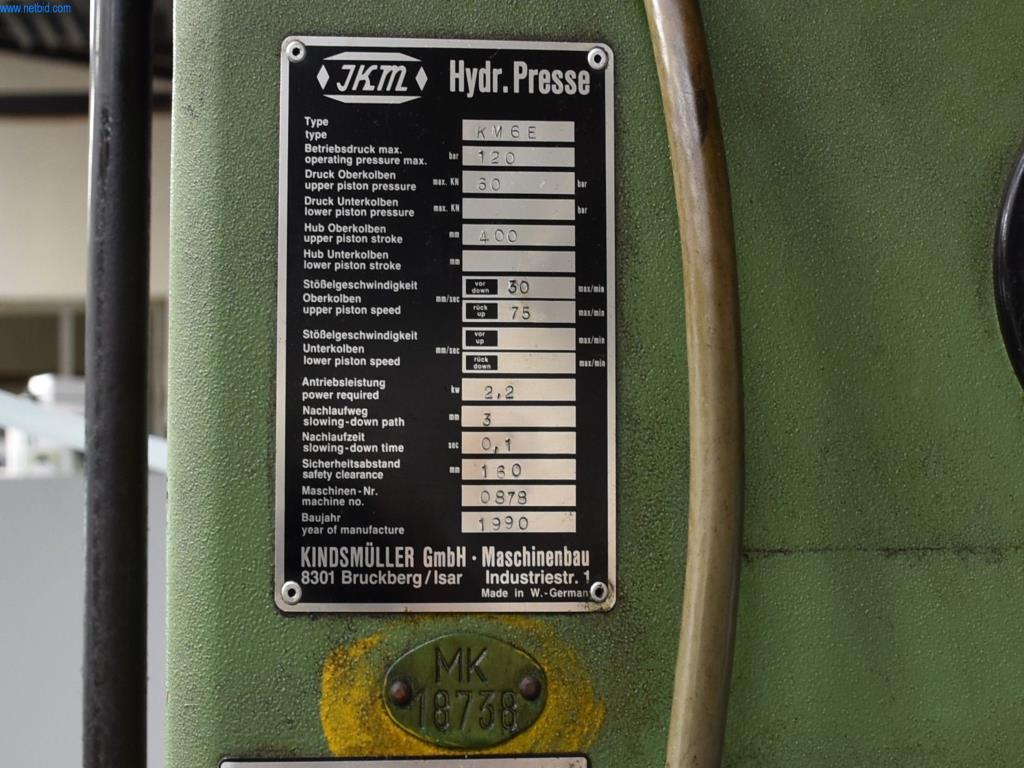 www.netbid.com
JKM Hydr. Presse
Type
type KM6E
Betriebsdruck max.
operating pressure max. bar 120
Druck Oberkolben
upper piston pressure max. KN 60 bar
Druck Unterkolben
lower piston pressure max. KN bar
Hub Oberkolben
upper piston stroke mm 400
Hub Unterkolben
lower piston stroke mm
Stößelgeschwindigkeit vor down 30 max/min
Oberkolben mm/sec
upper piston speed rück up 75 max/min
Stößelgeschwindigkeit vor up max/min
Unterkolben mm/sec
lower piston speed rück down max/min
Antriebsleistung
power required kw 2,2
Nachlaufweg
slowing-down path mm 3
Nachlaufzeit
slowing-down time sec 0,1
Sicherheitsabstand
safety clearance mm 160
Maschinen-Nr.
machine no. 0878
Baujahr
year of manufacture 1990
KINDSMÜLLER GmbH · Maschinenbau
8301 Bruckberg/Isar Industriestr. 1
Made in W.-German
MK
18738